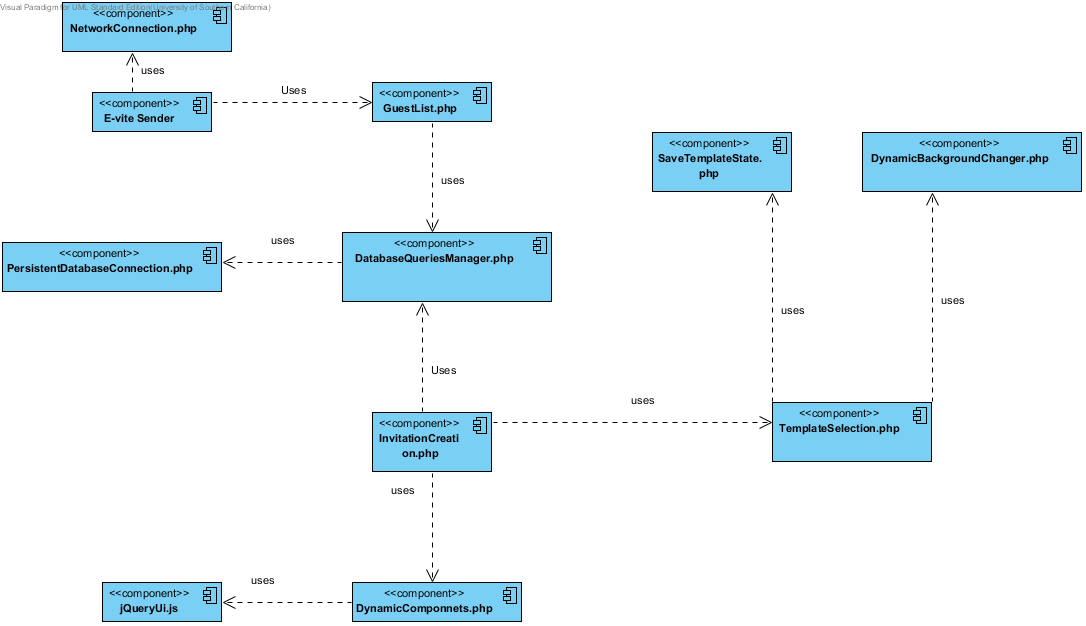 Visual Paradigm for UML Standard Edition(University of Southern California)
<<component>>
NetworkConnection.php
uses
<<component>>
E-vite Sender
Uses
<<component>>
GuestList.php
uses
<<component>>
SaveTemplateState.
php
<<component>>
DynamicBackgroundChanger.php
<<component>>
PersistentDatabaseConnection.php
uses
<<component>>
DatabaseQueriesManager.php
uses
uses
Uses
<<component>>
InvitationCreati
on.php
uses
<<component>>
TemplateSelection.php
uses
<<component>>
jQueryUi.js
uses
<<component>>
DynamicComponnets.php